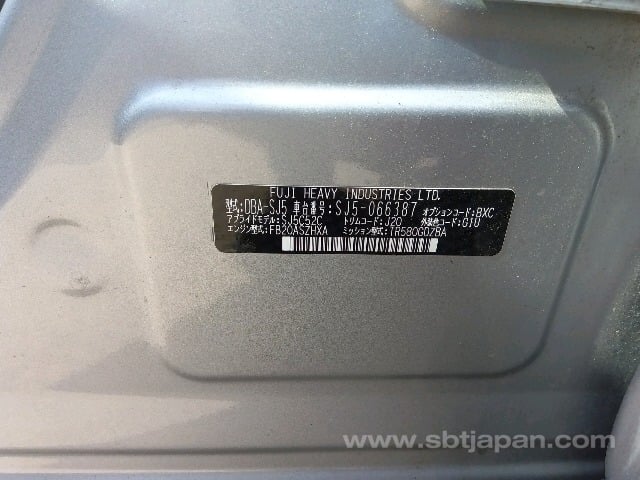 FUJI HEAVY INDUSTRIES LTD.
型式:DBA-SJ5 車台番号:SJ5-066387 オプションコード:BXC
アプライドモデル:SJ5C52C トリムコード:J20 外装色コード:G1U
エンジン型式:FB20ASZHXA ミッション型式:TR580GD7BA
www.sbtjapan.com